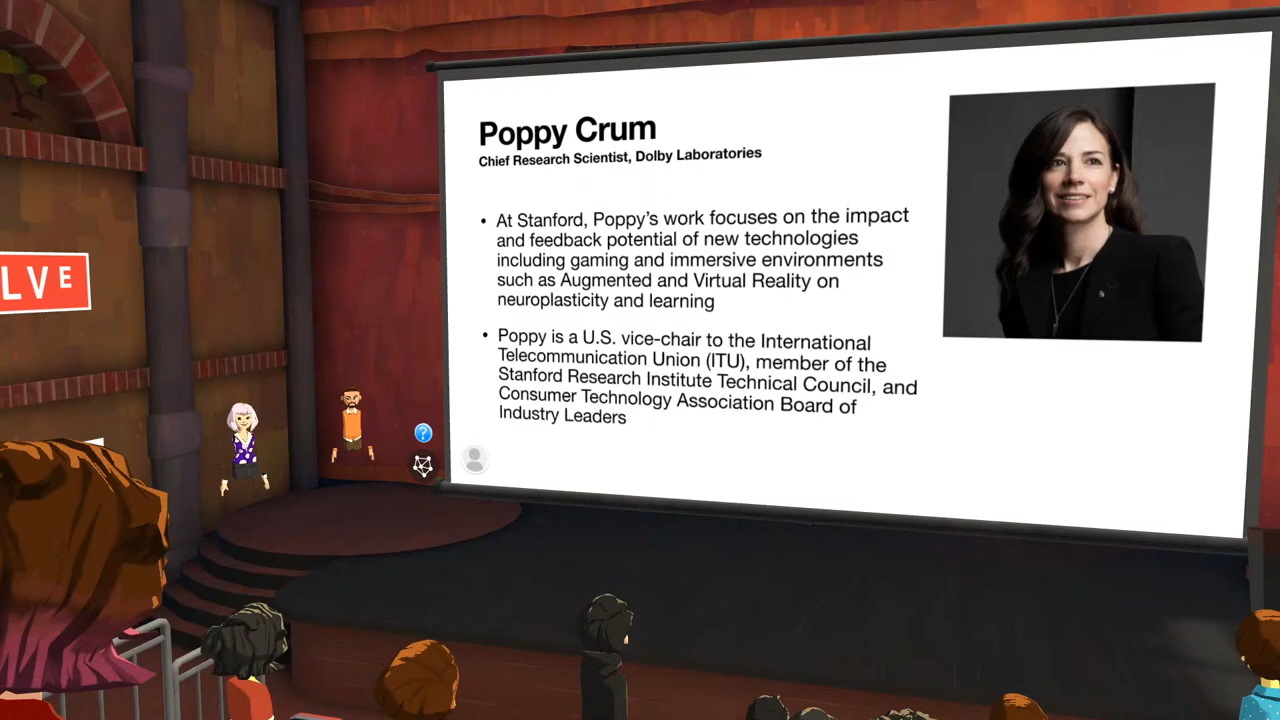 Poppy Crum
Chief Research Scientist, Dolby Laboratories
• At Stanford, Poppy's work focuses on the impact
and feedback potential of new technologies
including gaming and immersive environments
such as Augmented and Virtual Reality on
neuroplasticity and learning
• Poppy is a U.S. vice-chair to the International
Telecommunication Union (ITU), member of the
Stanford Research Institute Technical Council, and
Consumer Technology Association Board of
Industry Leaders
LVE
?